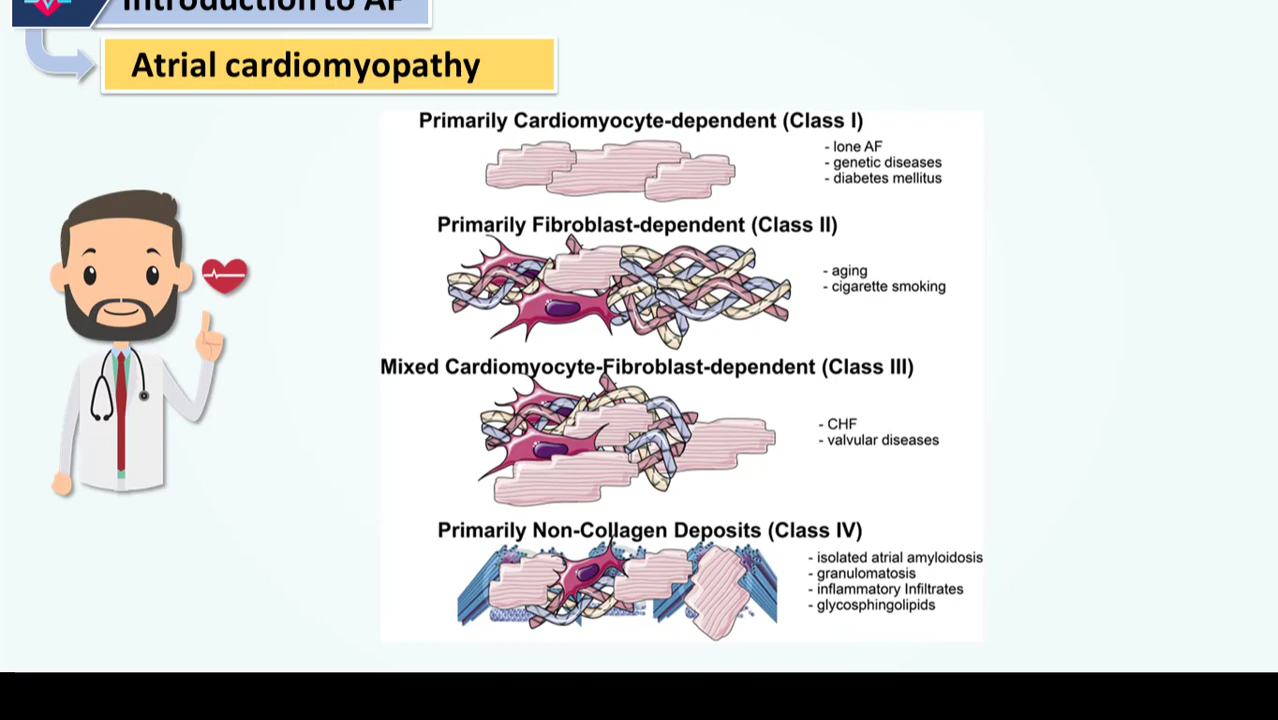 Introduction to AF
Atrial cardiomyopathy
Primarily Cardiomyocyte-dependent (Class I)
- lone AF
- genetic diseases
- diabetes mellitus
Primarily Fibroblast-dependent (Class II)
- aging
- cigarette smoking
Mixed Cardiomyocyte-Fibroblast-dependent (Class III)
- CHF
- valvular diseases
Primarily Non-Collagen Deposits (Class IV)
- isolated atrial amyloidosis
- granulomatosis
- inflammatory Infiltrates
- glycosphingolipids